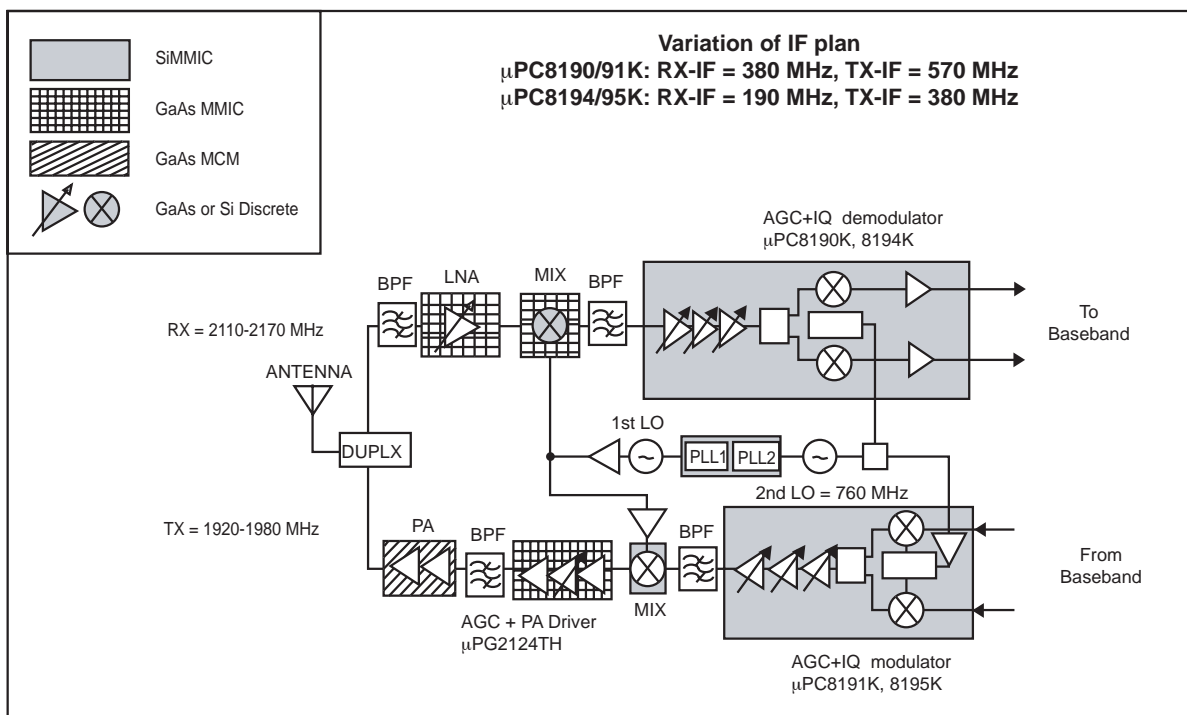 SiMMIC
GaAs MMIC
GaAs MCM
GaAs or Si Discrete
Variation of IF plan
μPC8190/91K: RX-IF = 380 MHz, TX-IF = 570 MHz
μPC8194/95K: RX-IF = 190 MHz, TX-IF = 380 MHz
AGC+IQ demodulator
μPC8190K, 8194K
BPF
LNA
MIX
BPF
RX = 2110-2170 MHz
To
Baseband
ANTENNA
DUPLX
1st LO
PLL1
PLL2
2nd LO = 760 MHz
TX = 1920-1980 MHz
PA
BPF
BPF
MIX
From
Baseband
AGC + PA Driver
μPG2124TH
AGC+IQ modulator
μPC8191K, 8195K